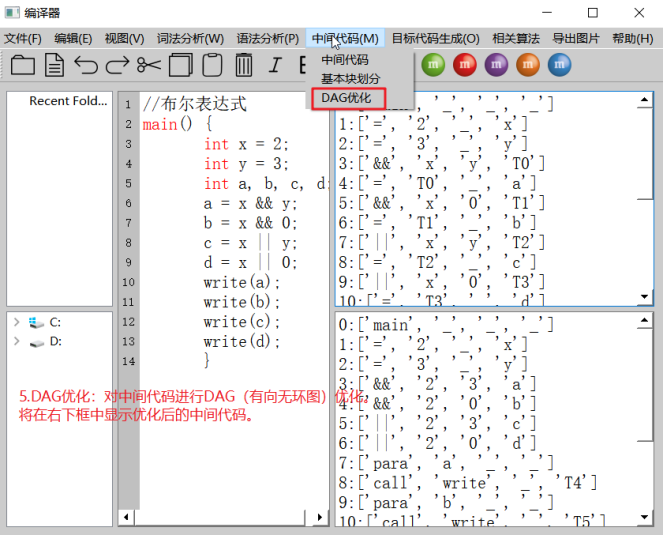 编译器
文件(F) 编辑(E) 视图(V) 词法分析(W) 语法分析(P) 中间代码(M) 目标代码生成(O) 相关算法 导出图片 帮助(H)
中间代码
基本块划分
DAG优化
I
m m m m m
Recent Fold...
C:
D:
1 //布尔表达式
2 main() {
3 int x = 2;
4 int y = 3;
5 int a, b, c, d;
6 a = x && y;
7 b = x && 0;
8 c = x || y;
9 d = x || 0;
10 write(a);
11 write(b);
12 write(c);
13 write(d);
14 }
1:['=', '2', '_', 'x']
2:['=', '3', '_', 'y']
3:['&&', 'x', 'y', 'T0']
4:['=', 'T0', '_', 'a']
5:['&&', 'x', '0', 'T1']
6:['=', 'T1', '_', 'b']
7:['||', 'x', 'y', 'T2']
8:['=', 'T2', '_', 'c']
9:['||', 'x', '0', 'T3']
10:['=', 'T3', '_', 'd']
0:['main', '_', '_', '_']
1:['=', '2', '_', 'x']
2:['=', '3', '_', 'y']
3:['&&', '2', '3', 'a']
4:['&&', '2', '0', 'b']
5:['||', '2', '3', 'c']
6:['||', '2', '0', 'd']
7:['para', 'a', '_', '_']
8:['call', 'write', '_', 'T4']
9:['para', 'b', '_', '_']
10:['call', 'write', '_', 'T5']
5.DAG优化：对中间代码进行DAG（有向无环图）优化。
将在右下框中显示优化后的中间代码。